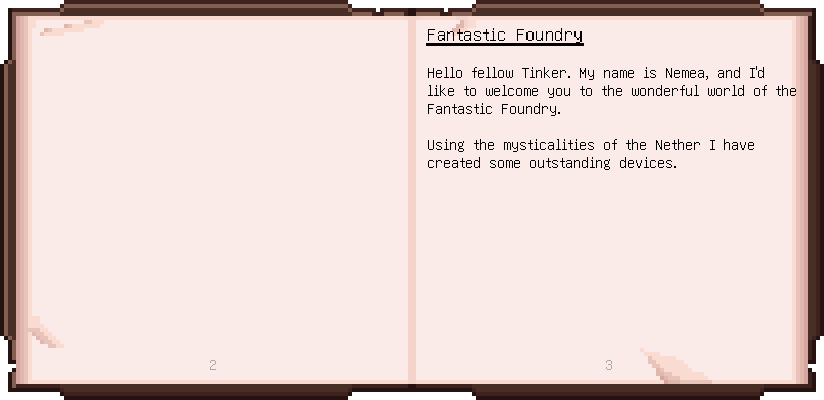 Fantastic Foundry
Hello fellow Tinker. My name is Nemea, and I'd
like to welcome you to the wonderful world of the
Fantastic Foundry.
Using the mysticalities of the Nether I have
created some outstanding devices.
2
3